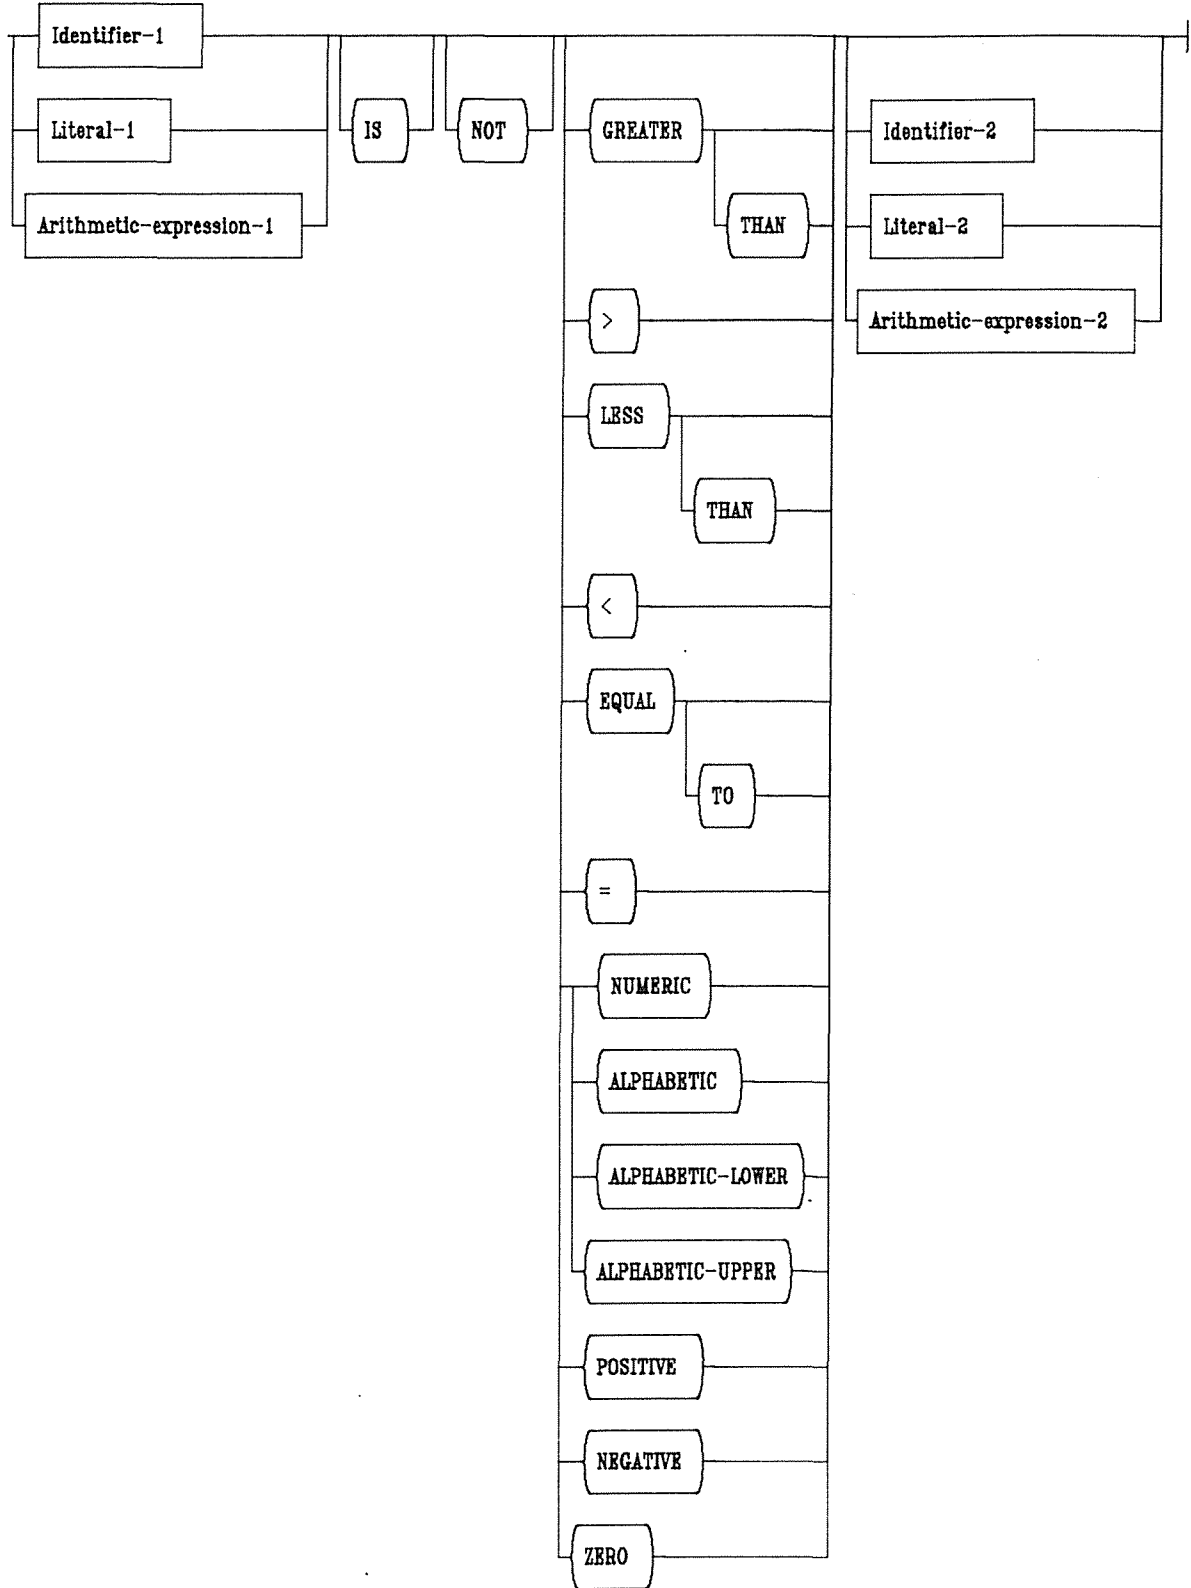 Identifier-1
Literal-1 IS NOT GREATER Identifier-2
Arithmetic-expression-1 THAN Literal-2
> Arithmetic-expression-2
LESS
THAN
<
EQUAL
TO
=
NUMERIC
ALPHABETIC
ALPHABETIC-LOWER
ALPHABETIC-UPPER
POSITIVE
NEGATIVE
ZERO